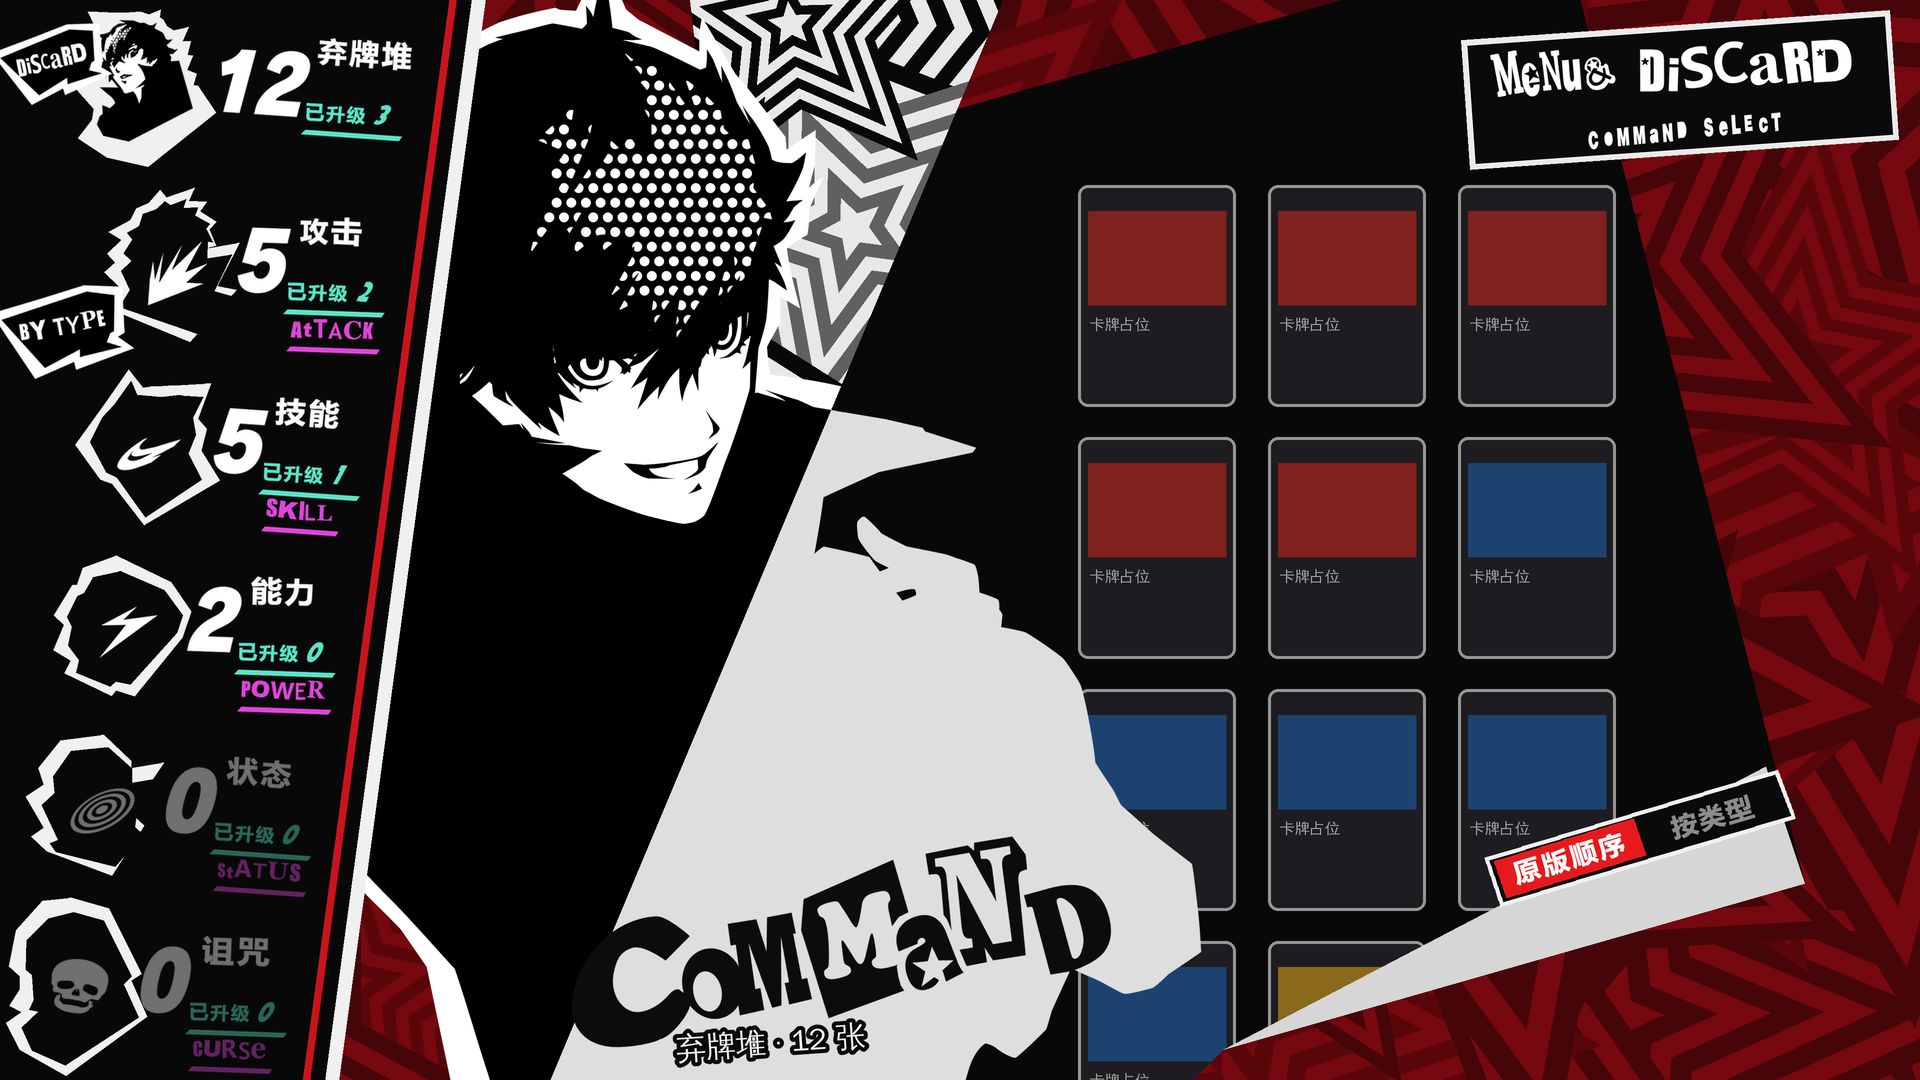 DiSCaRD
12
弃牌堆
已升级 3
5
攻击
已升级 2
AtTACK
BY TYPE
5
技能
已升级 1
SKILL
2
能力
已升级 0
POWER
0
状态
已升级 0
stATUS
0
诅咒
已升级 0
CURSe
MeNu& DiSCaRD
CoMMaND SeLEcT
卡牌占位
卡牌占位
卡牌占位
卡牌占位
卡牌占位
卡牌占位
卡牌占位
卡牌占位
原版顺序
按类型
CoMMaND
弃牌堆·12 张
卡牌占位